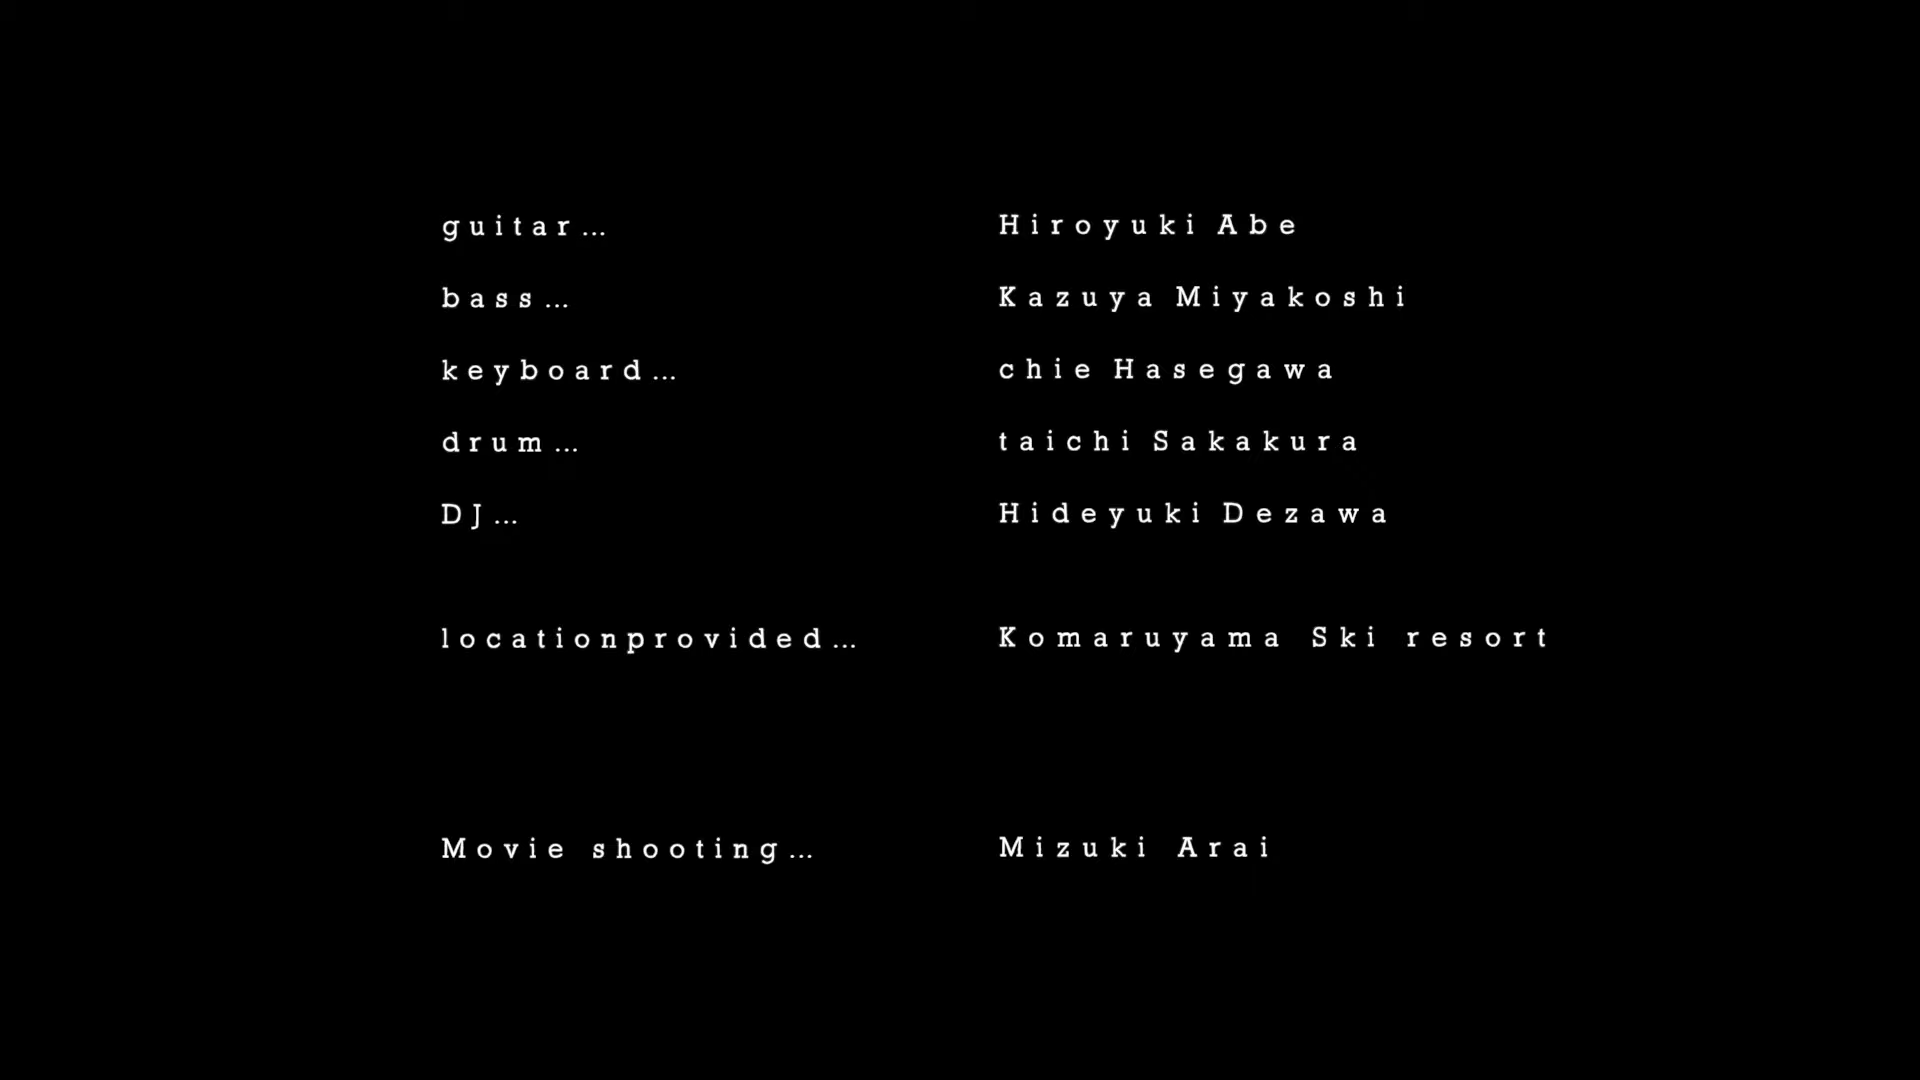 guitar... Hiroyuki Abe
bass... Kazuya Miyakoshi
keyboard... chie Hasegawa
drum... taichi Sakakura
DJ... Hideyuki Dezawa
locationprovided... Komaruyama Ski resort
Movie shooting... Mizuki Arai